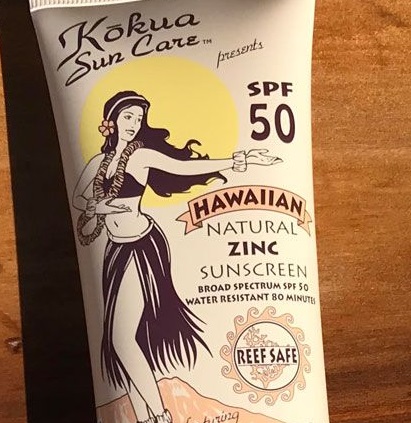 Kōkua
Sun Care™
presents
SPF
50
HAWAIIAN
NATURAL
ZINC
SUNSCREEN
BROAD SPECTRUM SPF 50
WATER RESISTANT 80 MINUTES
REEF SAFE